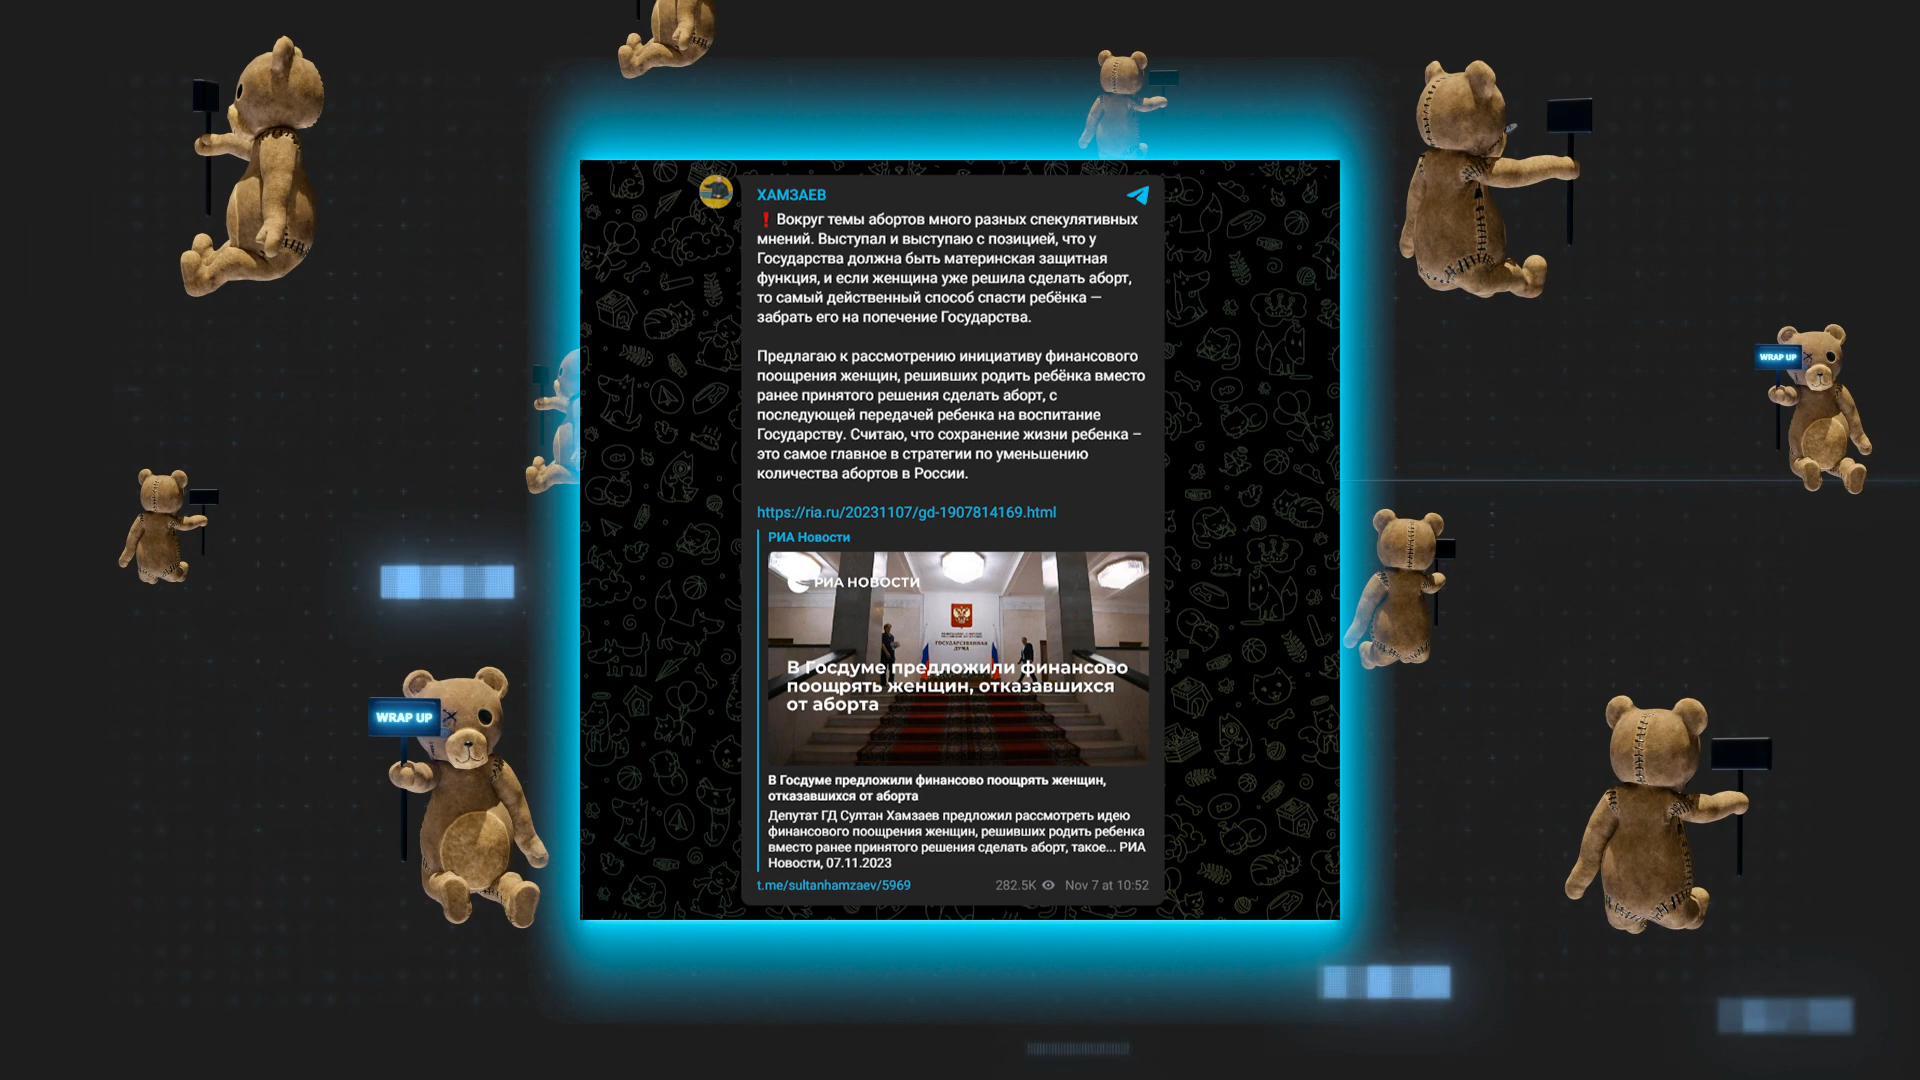 ХАМЗАЕВ
❗ Вокруг темы абортов много разных спекулятивных
мнений. Выступал и выступаю с позицией, что у
Государства должна быть материнская защитная
функция, и если женщина уже решила сделать аборт,
то самый действенный способ спасти ребёнка —
забрать его на попечение Государства.
Предлагаю к рассмотрению инициативу финансового
поощрения женщин, решивших родить ребёнка вместо
ранее принятого решения сделать аборт, с
последующей передачей ребенка на воспитание
Государству. Считаю, что сохранение жизни ребенка –
это самое главное в стратегии по уменьшению
количества абортов в России.
https://ria.ru/20231107/gd-1907814169.html
РИА Новости
РИА НОВОСТИ
ГОСУДАРСТВЕННАЯ
ДУМА
В Госдуме предложили финансово
поощрять женщин, отказавшихся
от аборта
В Госдуме предложили финансово поощрять женщин,
отказавшихся от аборта
Депутат ГД Султан Хамзаев предложил рассмотреть идею
финансового поощрения женщин, решивших родить ребенка
вместо ранее принятого решения сделать аборт, такое... РИА
Новости, 07.11.2023
t.me/sultanhamzaev/5969 282.5K Nov 7 at 10:52
WRAP UP
WRAP UP